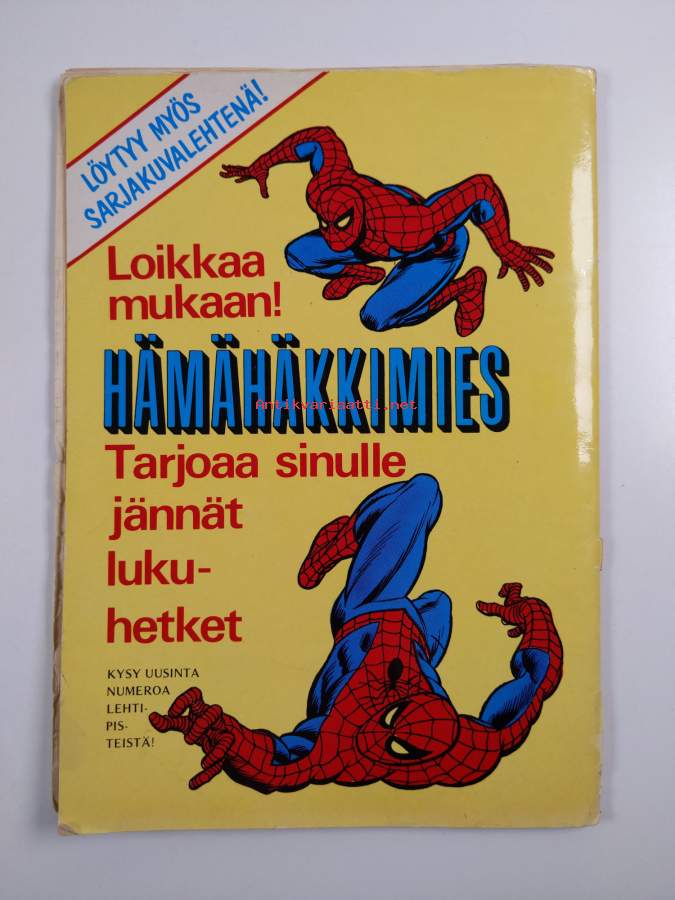 LÖYTYY MYÖS
SARJAKUVALEHTENÄ!
Loikkaa
mukaan!
HÄMÄHÄKKIMIES
Antikvariaatti.net
Tarjoaa sinulle
jännät
luku-
hetket
KYSY UUSINTA
NUMEROA
LEHTI-
PIS-
TEISTÄ!